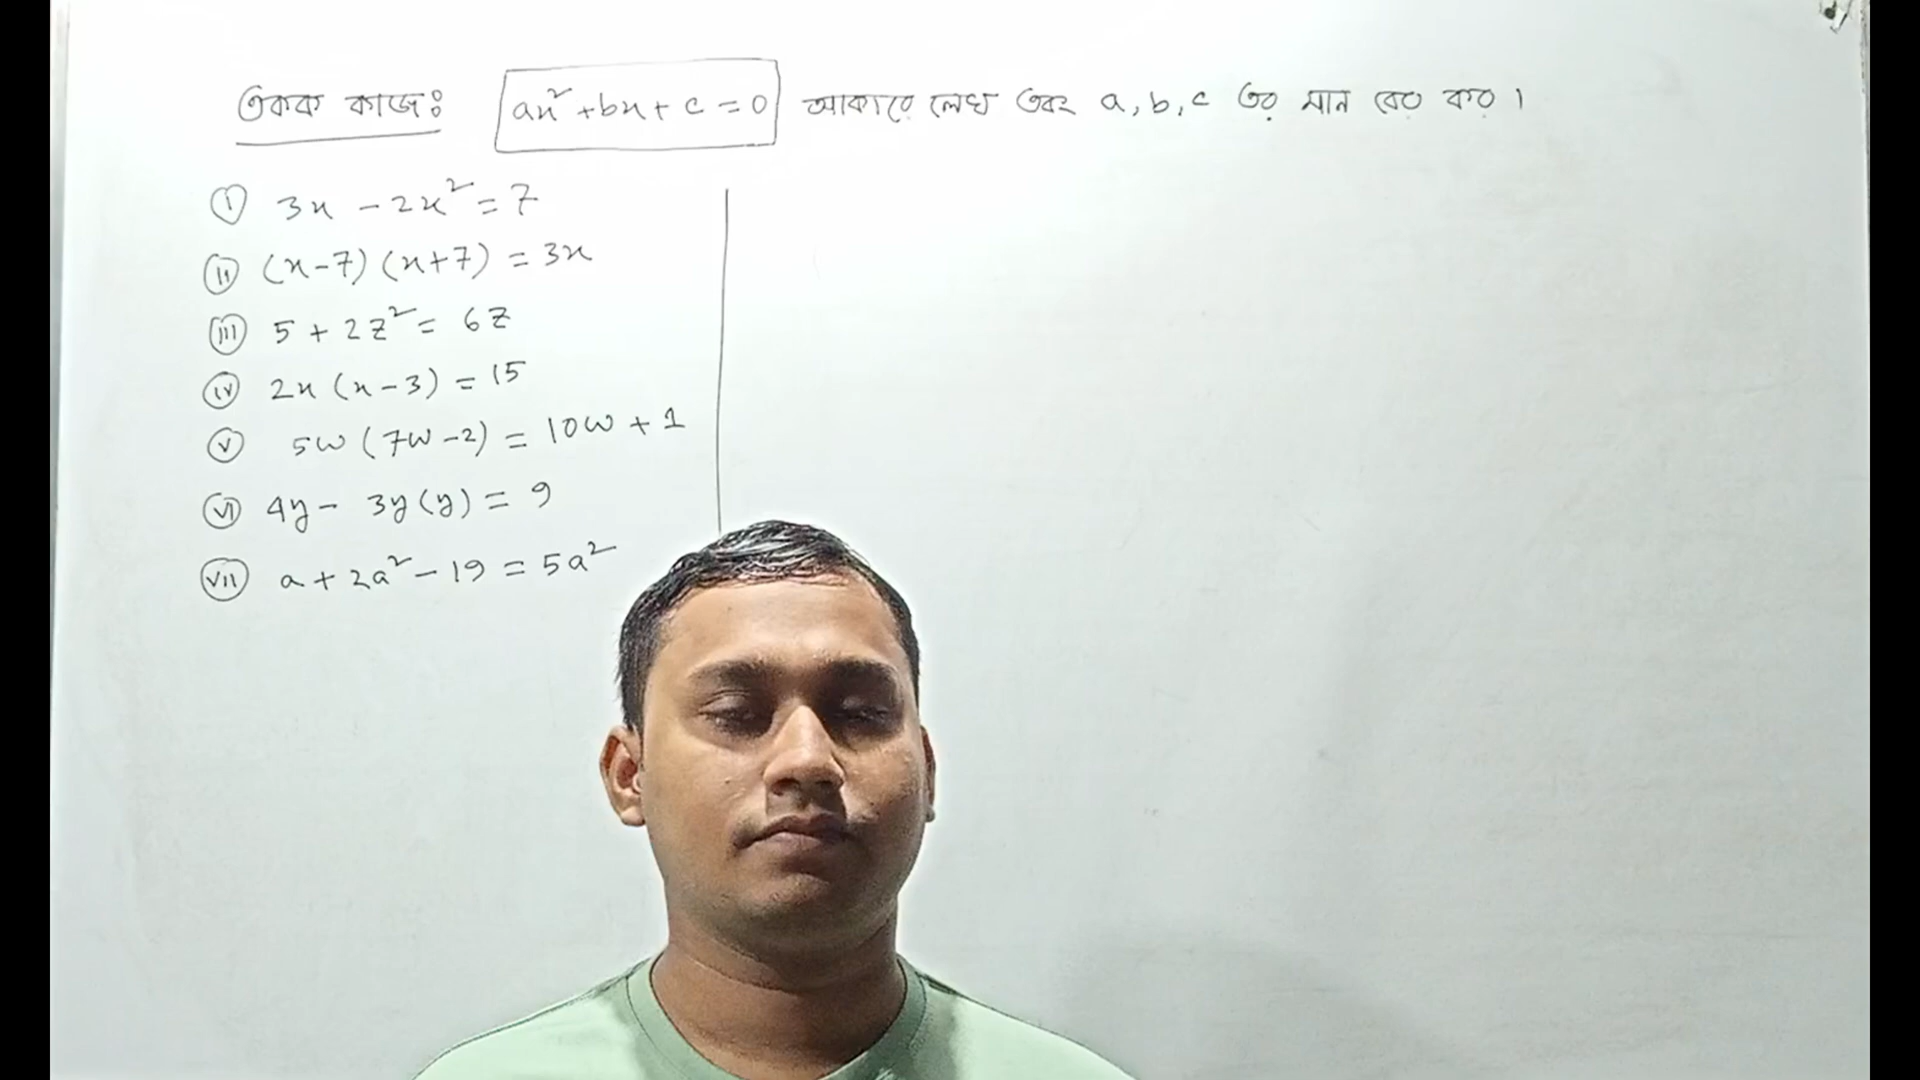 একক কাজঃ ax² + bx + c = 0 আকারে লেখ এবং a, b, c এর মান বের কর ।
(i) 3x - 2x² = 7
(ii) (x-7) (x+7) = 3x
(iii) 5 + 2z² = 6z
(iv) 2x (x-3) = 15
(v) 5w (7w-2) = 10w + 1
(vi) 4y - 3y(y) = 9
(vii) a + 2a² - 19 = 5a²